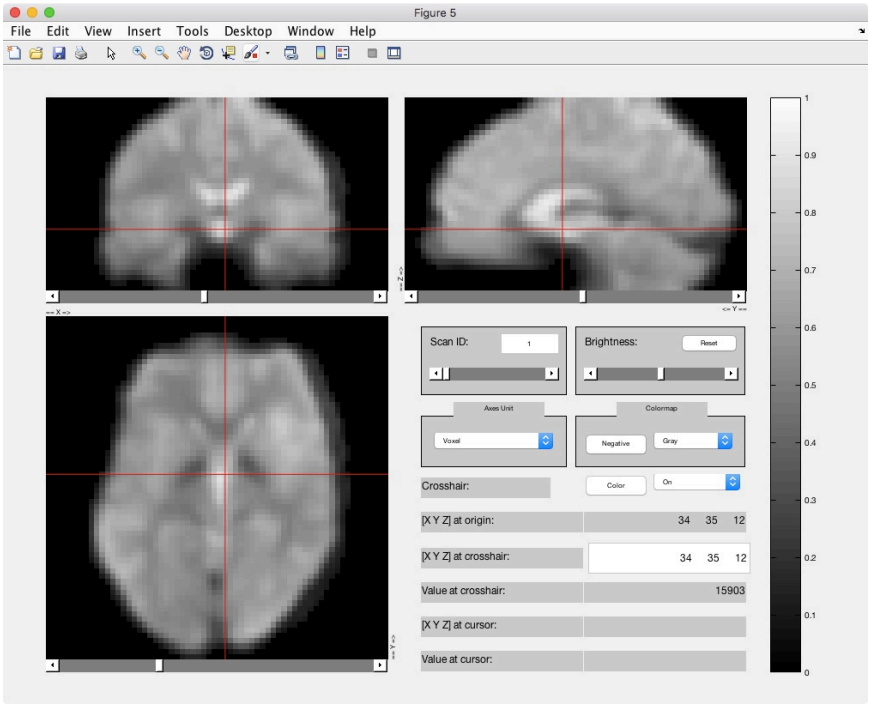 Figure 5
File Edit View Insert Tools Desktop Window Help
== X =>
== Z =>
<= Y ==
== Y =>
Scan ID: 1
Brightness: Reset
Axes Unit
Voxel
Colormap
Negative Gray
Crosshair: Color On
[X Y Z] at origin: 34 35 12
[X Y Z] at crosshair: 34 35 12
Value at crosshair: 15903
[X Y Z] at cursor:
Value at cursor:
1
0.9
0.8
0.7
0.6
0.5
0.4
0.3
0.2
0.1
0